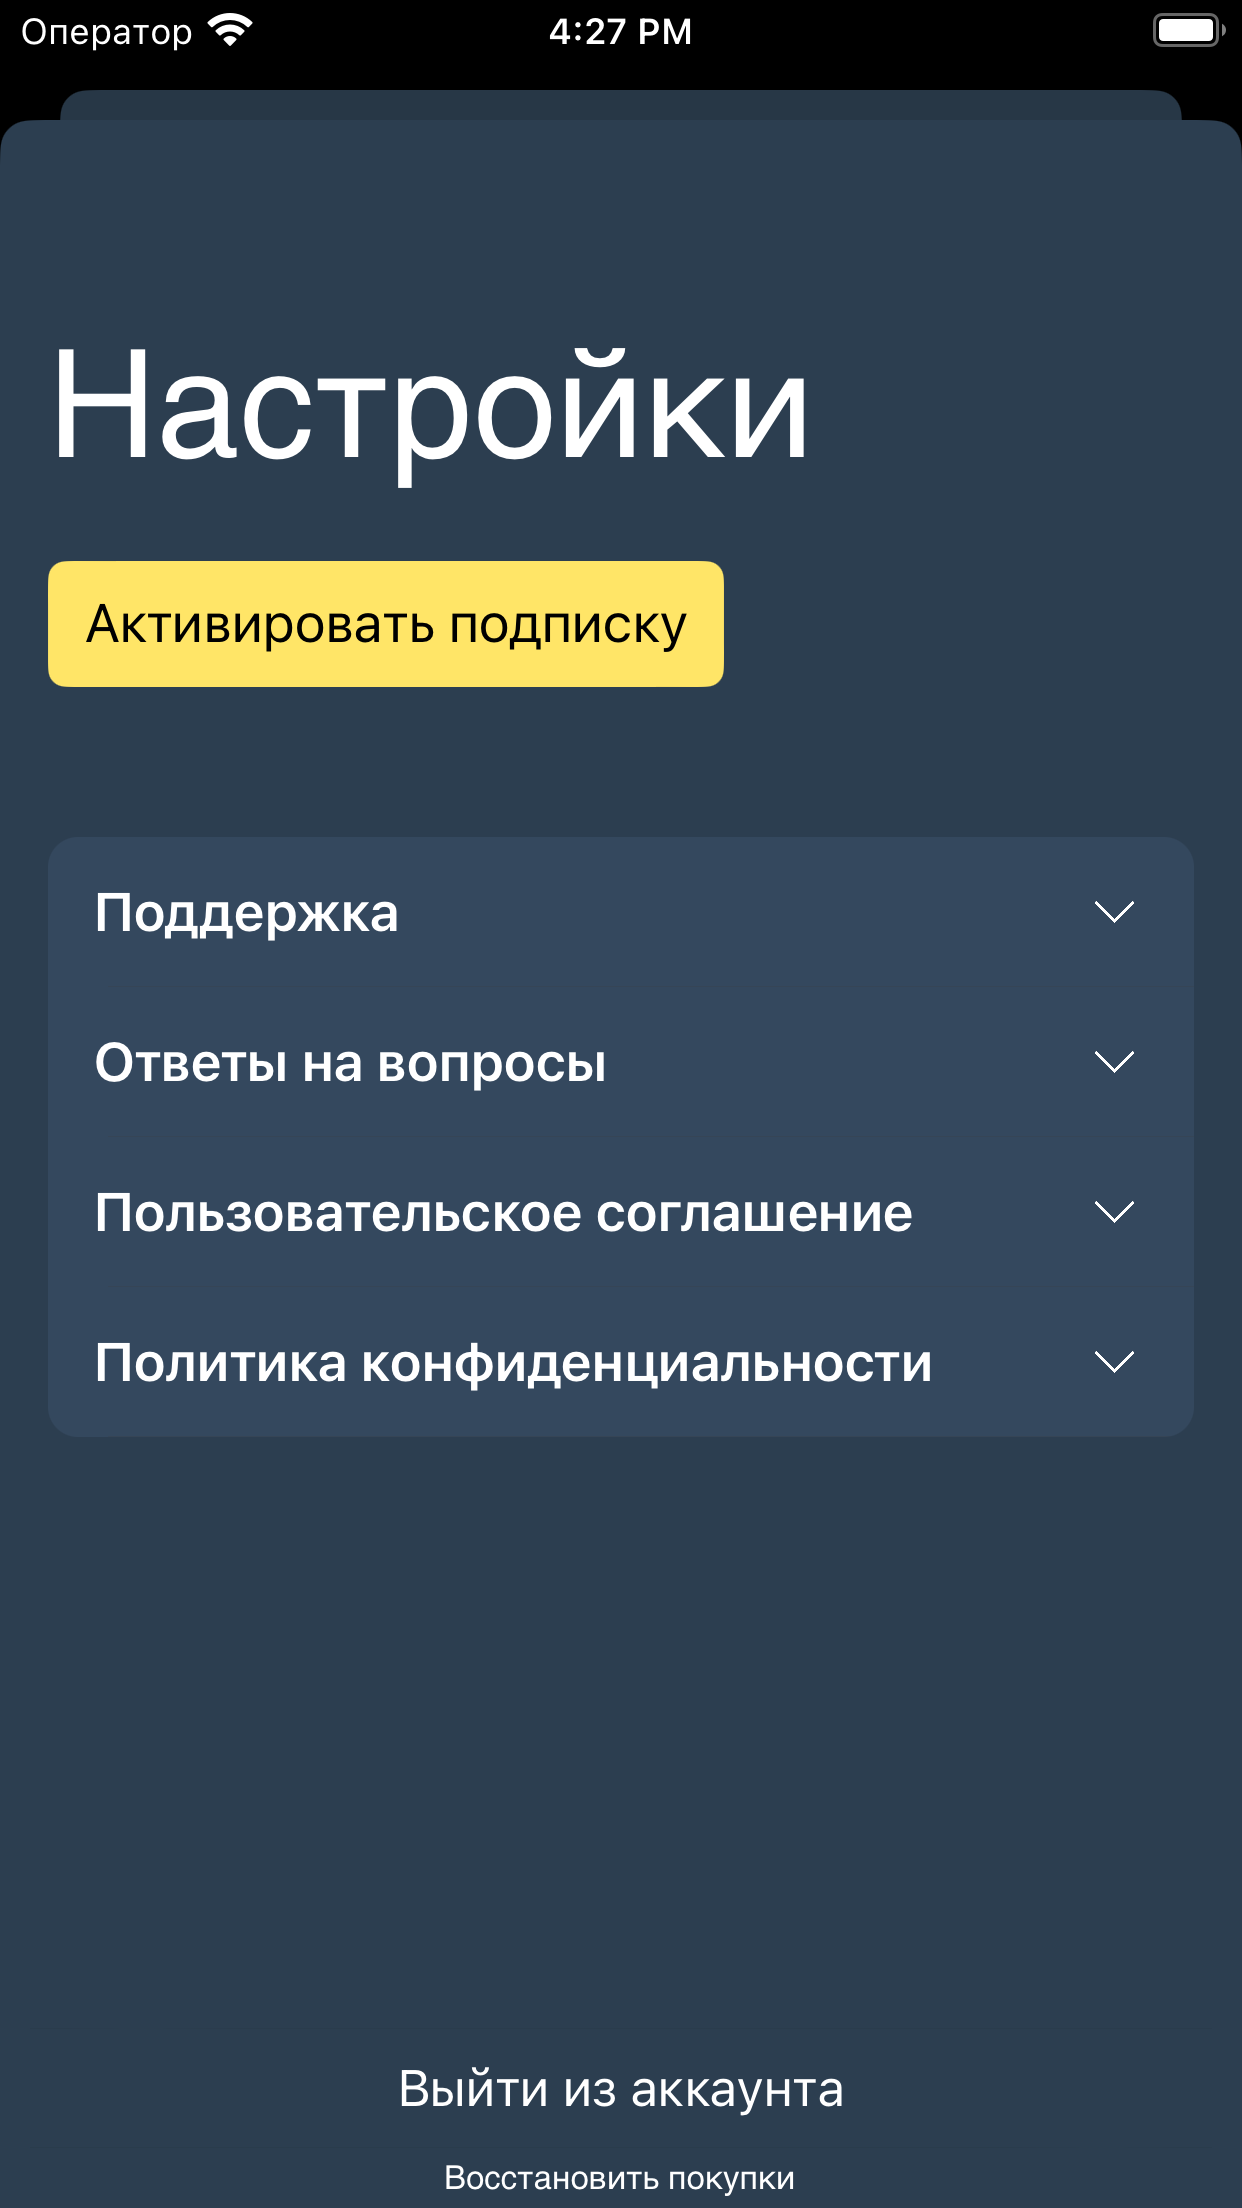 Оператор 4:27 PM
Настройки
Активировать подписку
Поддержка
Ответы на вопросы
Пользовательское соглашение
Политика конфиденциальности
Выйти из аккаунта
Восстановить покупки